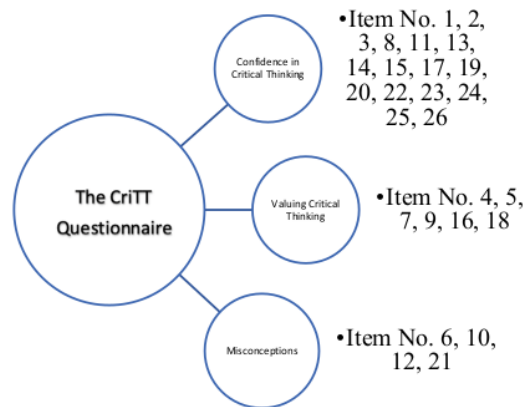 Confidence in
Critical Thinking
•Item No. 1, 2,
3, 8, 11, 13,
14, 15, 17, 19,
20, 22, 23, 24,
25, 26
The CriTT
Questionnaire
Valuing Critical
Thinking
•Item No. 4, 5,
7, 9, 16, 18
Misconceptions
•Item No. 6, 10,
12, 21